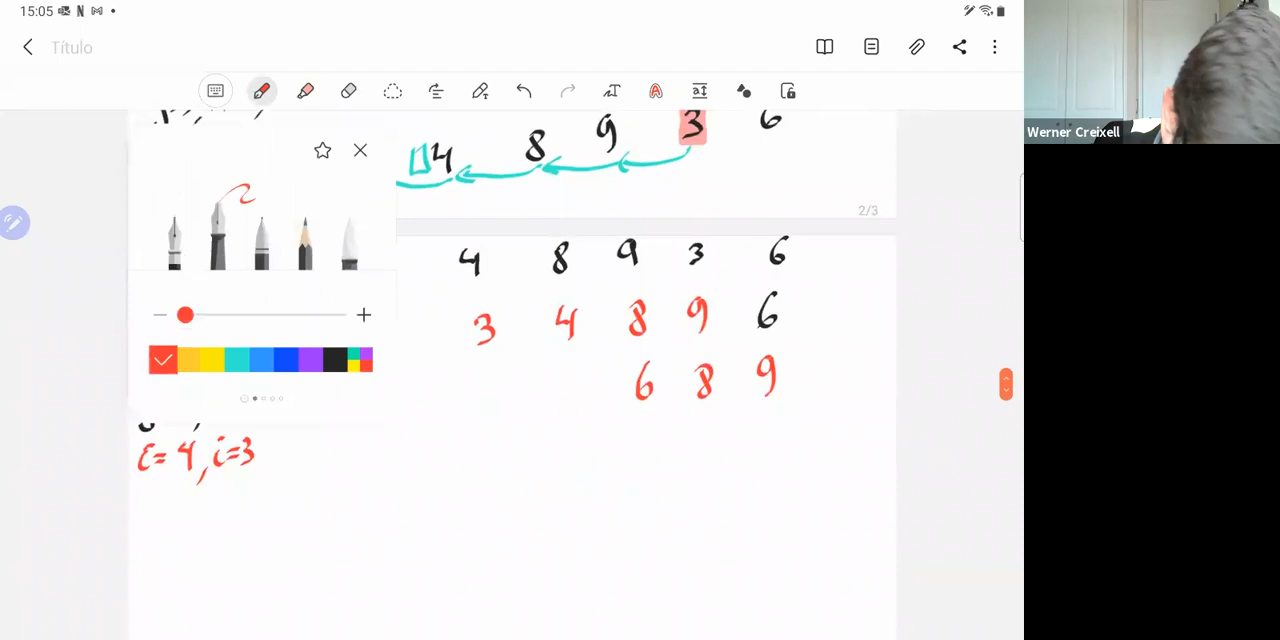 15:05
Título
Werner Creixell
4 8 9 3 6
2/3
4 8 9 3 6
3 4 8 9 6
6 8 9
i=4, i=3